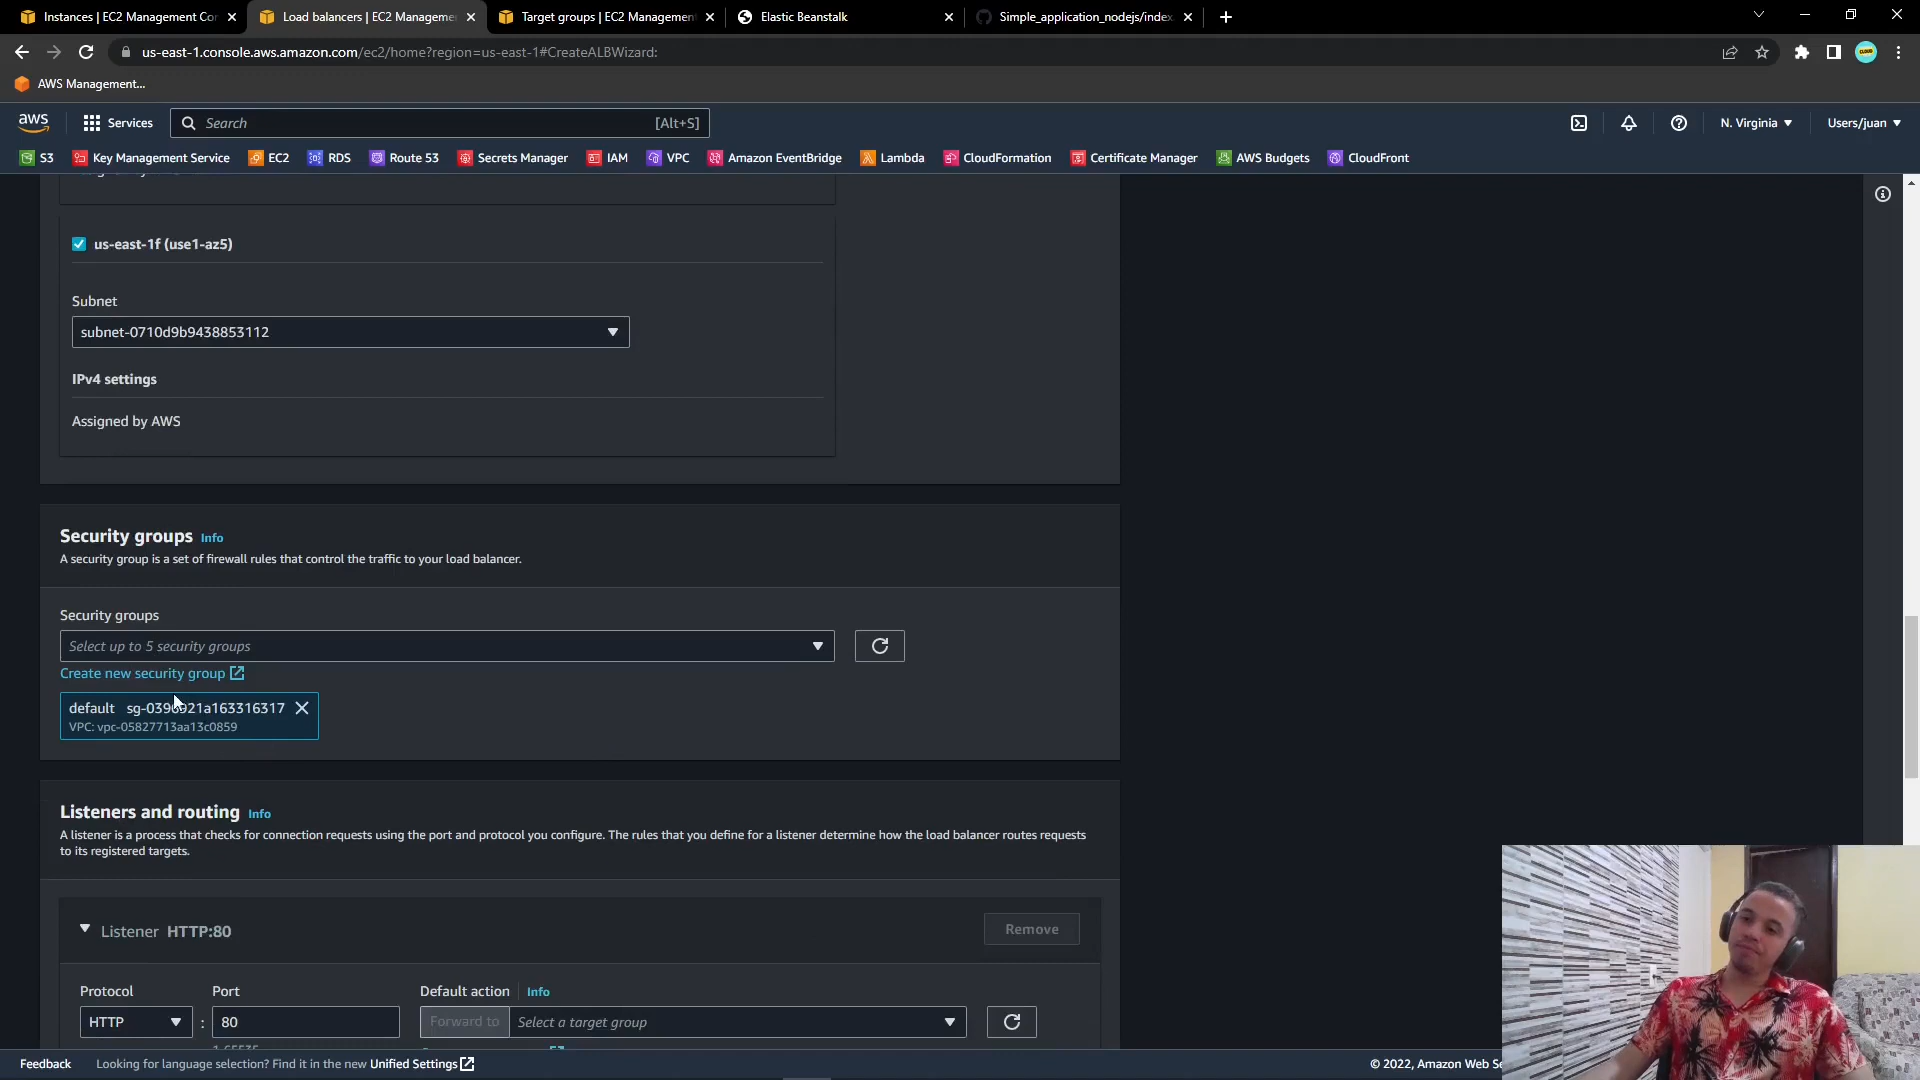 Instances | EC2 Management Con
Load balancers | EC2 Manageme
Target groups | EC2 Management
Elastic Beanstalk
Simple_application_nodejs/index.
us-east-1.console.aws.amazon.com/ec2/home?region=us-east-1#CreateALBWizard:
AWS Management...
aws
Services
Search
[Alt+S]
N. Virginia
Users/juan
S3
Key Management Service
EC2
RDS
Route 53
Secrets Manager
IAM
VPC
Amazon EventBridge
Lambda
CloudFormation
Certificate Manager
AWS Budgets
CloudFront
us-east-1f (use1-az5)
Subnet
subnet-0710d9b9438853112
IPv4 settings
Assigned by AWS
Security groups Info
A security group is a set of firewall rules that control the traffic to your load balancer.
Security groups
Select up to 5 security groups
Create new security group
default sg-0396921a163316317
VPC: vpc-05827713aa13c0859
Listeners and routing Info
A listener is a process that checks for connection requests using the port and protocol you configure. The rules that you define for a listener determine how the load balancer routes requests
to its registered targets.
Listener HTTP:80
Remove
Protocol
Port
Default action Info
HTTP
:
80
Forward to
Select a target group
Feedback
Looking for language selection? Find it in the new Unified Settings
© 2022, Amazon Web Se